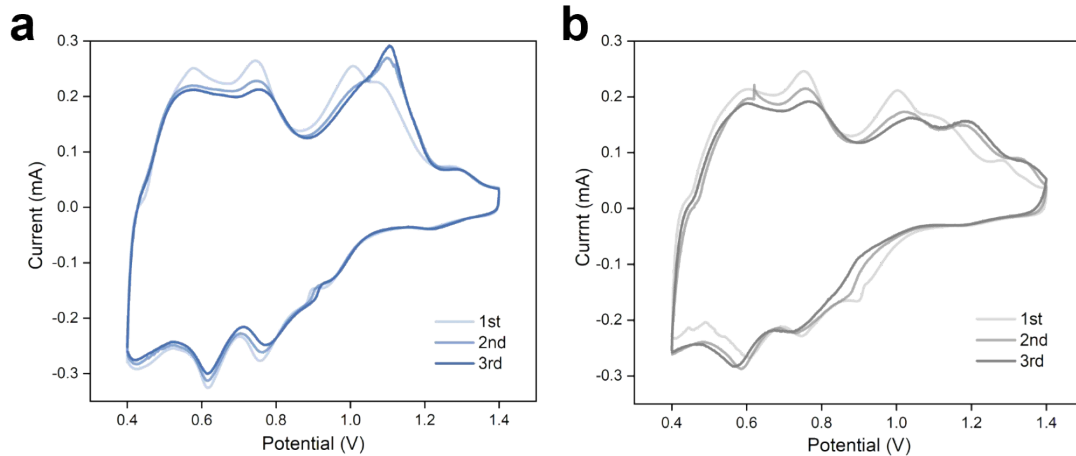 a
0.3
0.2
0.1
0.0
-0.1
-0.2
-0.3
Current (mA)
1st
2nd
3rd
0.4 0.6 0.8 1.0 1.2 1.4
Potential (V)
b
0.3
0.2
0.1
0.0
-0.1
-0.2
-0.3
Currnt (mA)
1st
2nd
3rd
0.4 0.6 0.8 1.0 1.2 1.4
Potential (V)